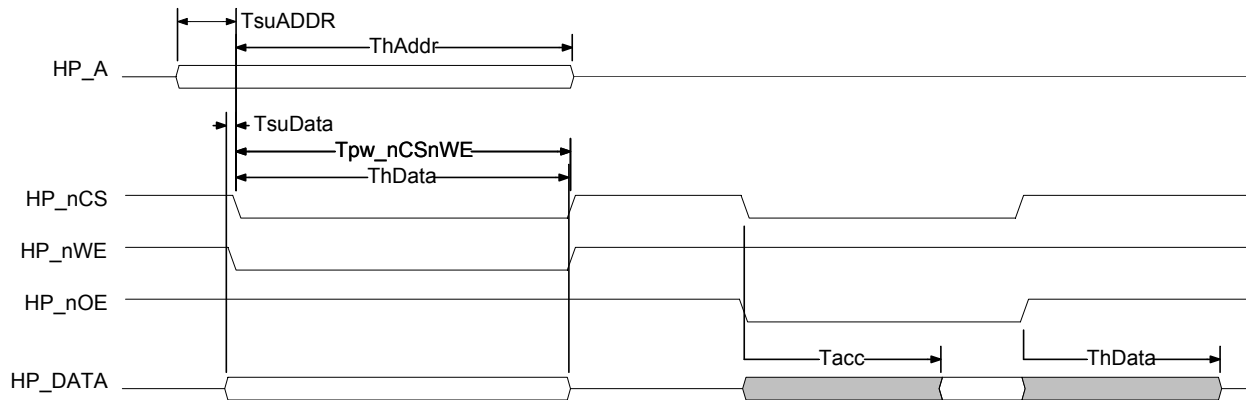 TsuADDR
ThAddr
HP_A
TsuData
Tpw_nCSnWE
ThData
HP_nCS
HP_nWE
HP_nOE
Tacc
ThData
HP_DATA